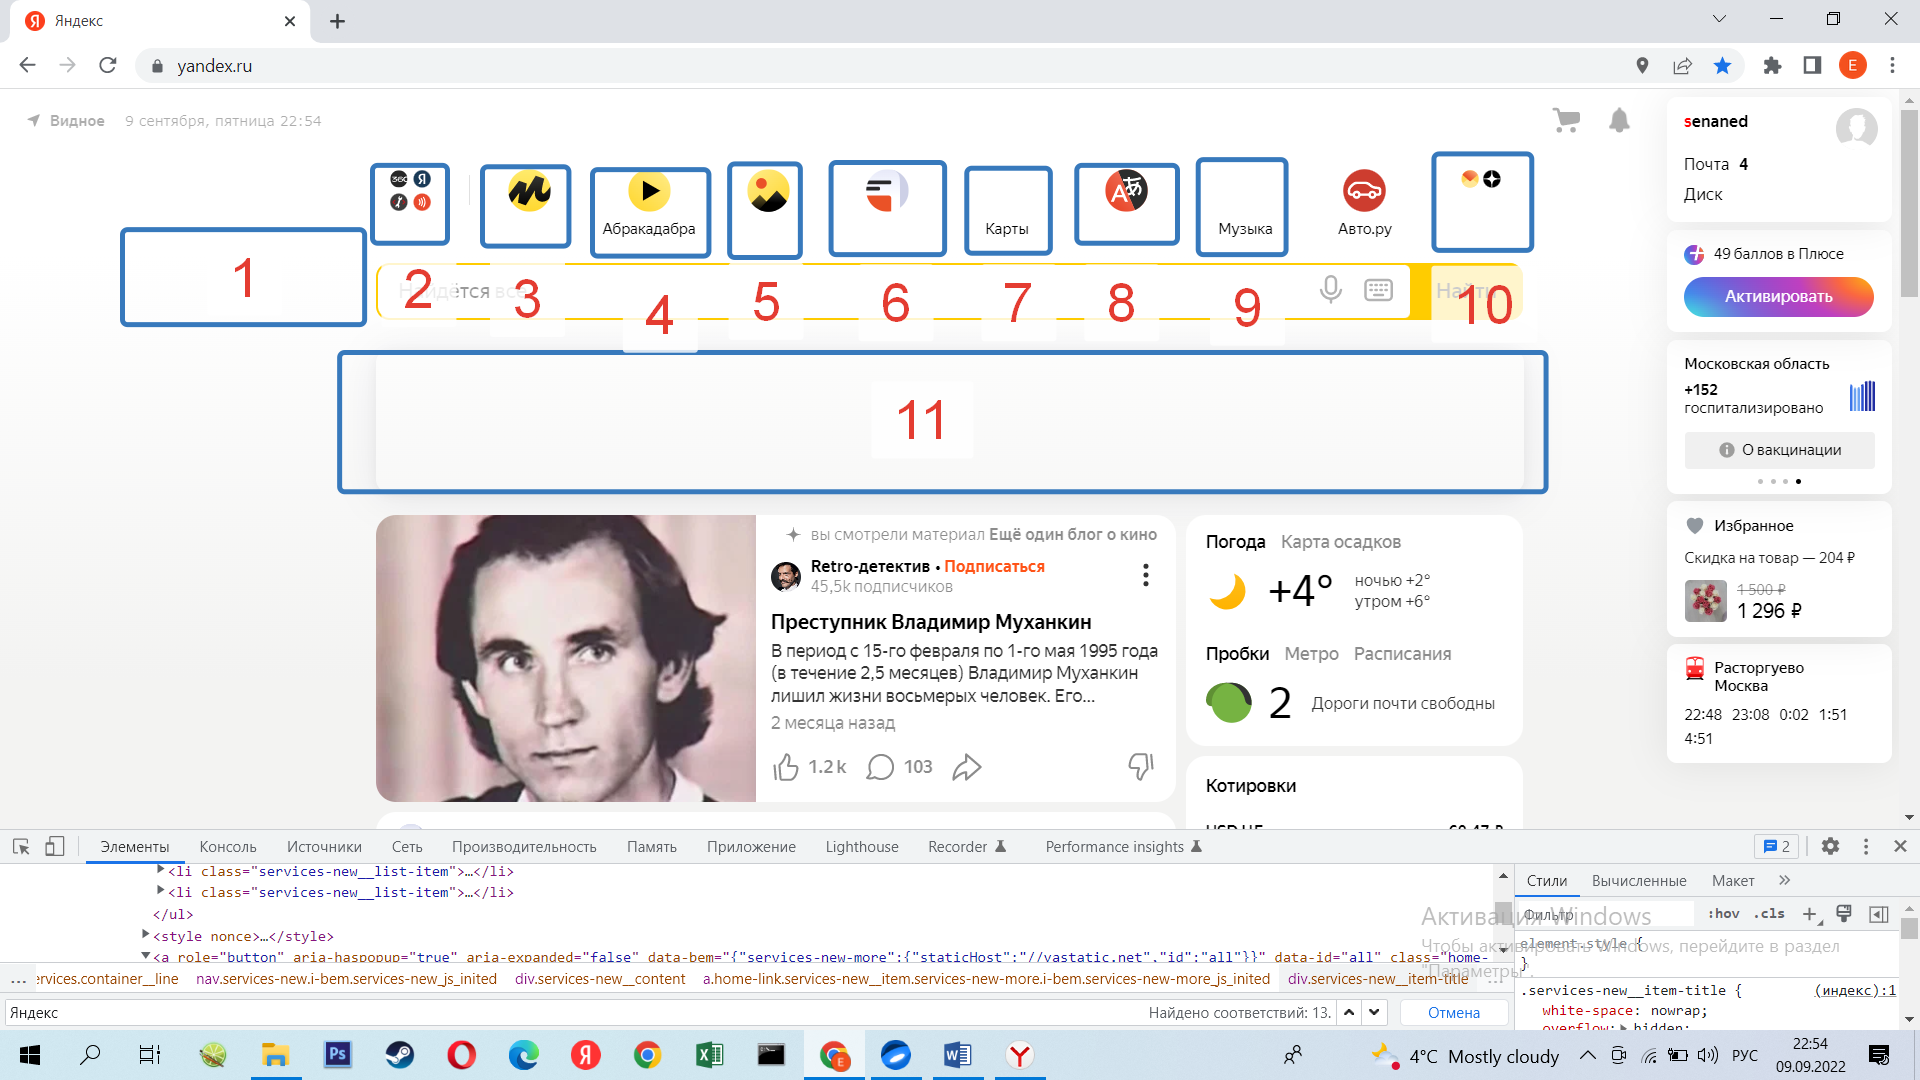 Яндекс
yandex.ru
E
Видное
9 сентября, пятница 22:54
senaned
Почта 4
Диск
Абракадабра
Карты
Музыка
Авто.ру
49 баллов в Плюсе
Активировать
1
2
3
4
5
6
7
8
9
10
11
Найдётся всё
Найти
Московская область
+152
госпитализировано
О вакцинации
вы смотрели материал Ещё один блог о кино
Retro-детектив • Подписаться
45,5k подписчиков
Преступник Владимир Муханкин
В период с 15-го февраля по 1-го мая 1995 года
(в течение 2,5 месяцев) Владимир Муханкин
лишил жизни восьмерых человек. Его...
2 месяца назад
1.2 k
103
Погода Карта осадков
+4°
ночью +2°
утром +6°
Пробки Метро Расписания
2 Дороги почти свободны
Котировки
Избранное
Скидка на товар — 204 ₽
1 500 ₽
1 296 ₽
Расторгуево
Москва
22:48 23:08 0:02 1:51
4:51
Элементы Консоль Источники Сеть Производительность Память Приложение Lighthouse Recorder Performance insights 2
<li class="services-new__list-item">…</li>
<li class="services-new__list-item">…</li>
</ul>
<style nonce>…</style>
<a role="button" aria-haspopup="true" aria-expanded="false" data-bem="{"services-new-more":{"staticHost":"//yastatic.net","id":"all"}}" data-id="all" class="home-
... ervices.container__line nav.services-new.i-bem.services-new_js_inited div.services-new__content a.home-link.services-new__item.services-new-more.i-bem.services-new-more_js_inited div.services-new__item-title ...
Яндекс
Найдено соответствий: 13.
Отмена
Стили Вычисленные Макет
Фильтр :hov .cls
element.style {
}
.services-new__item-title { (индекс):1
white-space: nowrap;
overflow: hidden;
Активация Windows
Чтобы активировать Windows, перейдите в раздел
"Параметры".
4°C Mostly cloudy
РУС
22:54
09.09.2022